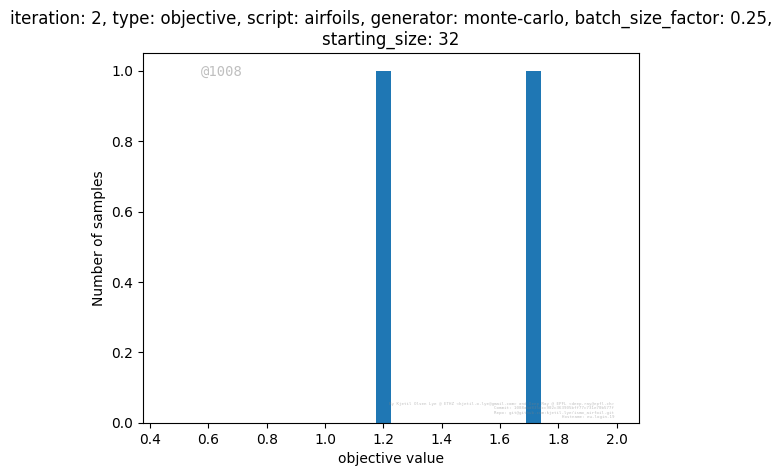 iteration: 2, type: objective, script: airfoils, generator: monte-carlo, batch_size_factor: 0.25,
starting_size: 32
@1008
1.0
0.8
0.6
0.4
0.2
0.0
Number of samples
0.4 0.6 0.8 1.0 1.2 1.4 1.6 1.8 2.0
objective value